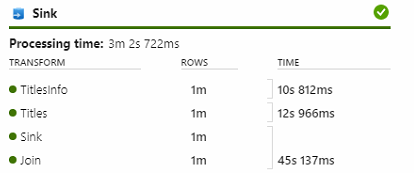 Sink
Processing time: 3m 2s 722ms
TRANSFORM ROWS TIME
TitlesInfo 1m 10s 812ms
Titles 1m 12s 966ms
Sink 1m
Join 1m 45s 137ms